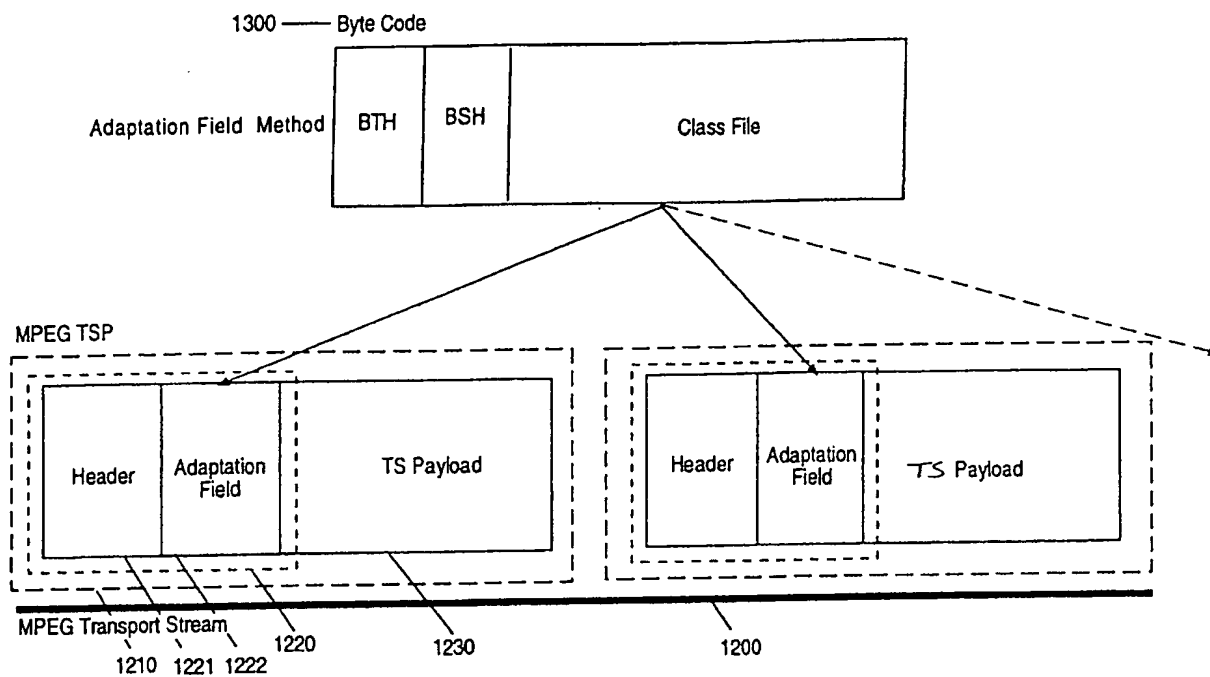 1300 Byte Code
Adaptation Field Method
BTH
BSH
Class File
MPEG TSP
Header
Adaptation
Field
TS Payload
Header
Adaptation
Field
TS Payload
MPEG Transport Stream
1210
1221
1222
1220
1230
1200